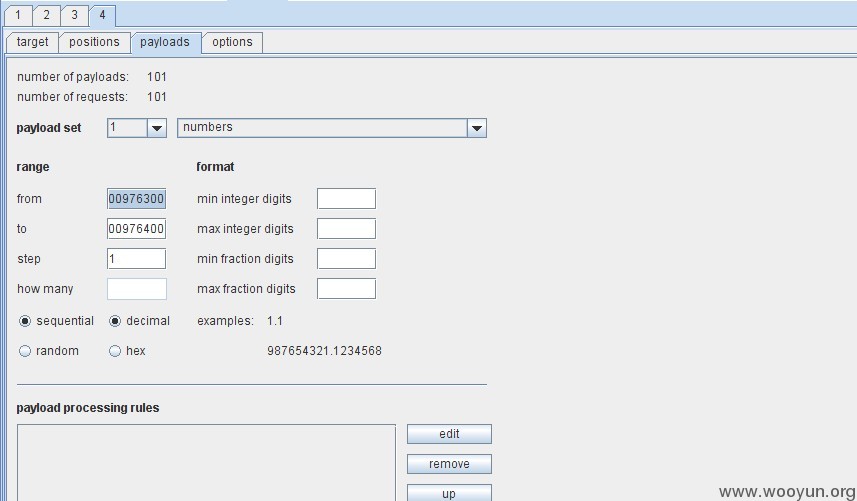 1 2 3 4
target positions payloads options
number of payloads: 101
number of requests: 101
payload set 1 numbers
range format
from 00976300 min integer digits
to 00976400 max integer digits
step 1 min fraction digits
how many max fraction digits
sequential decimal examples: 1.1
random hex 987654321.1234568
payload processing rules
edit
remove
up
www.wooyun.org